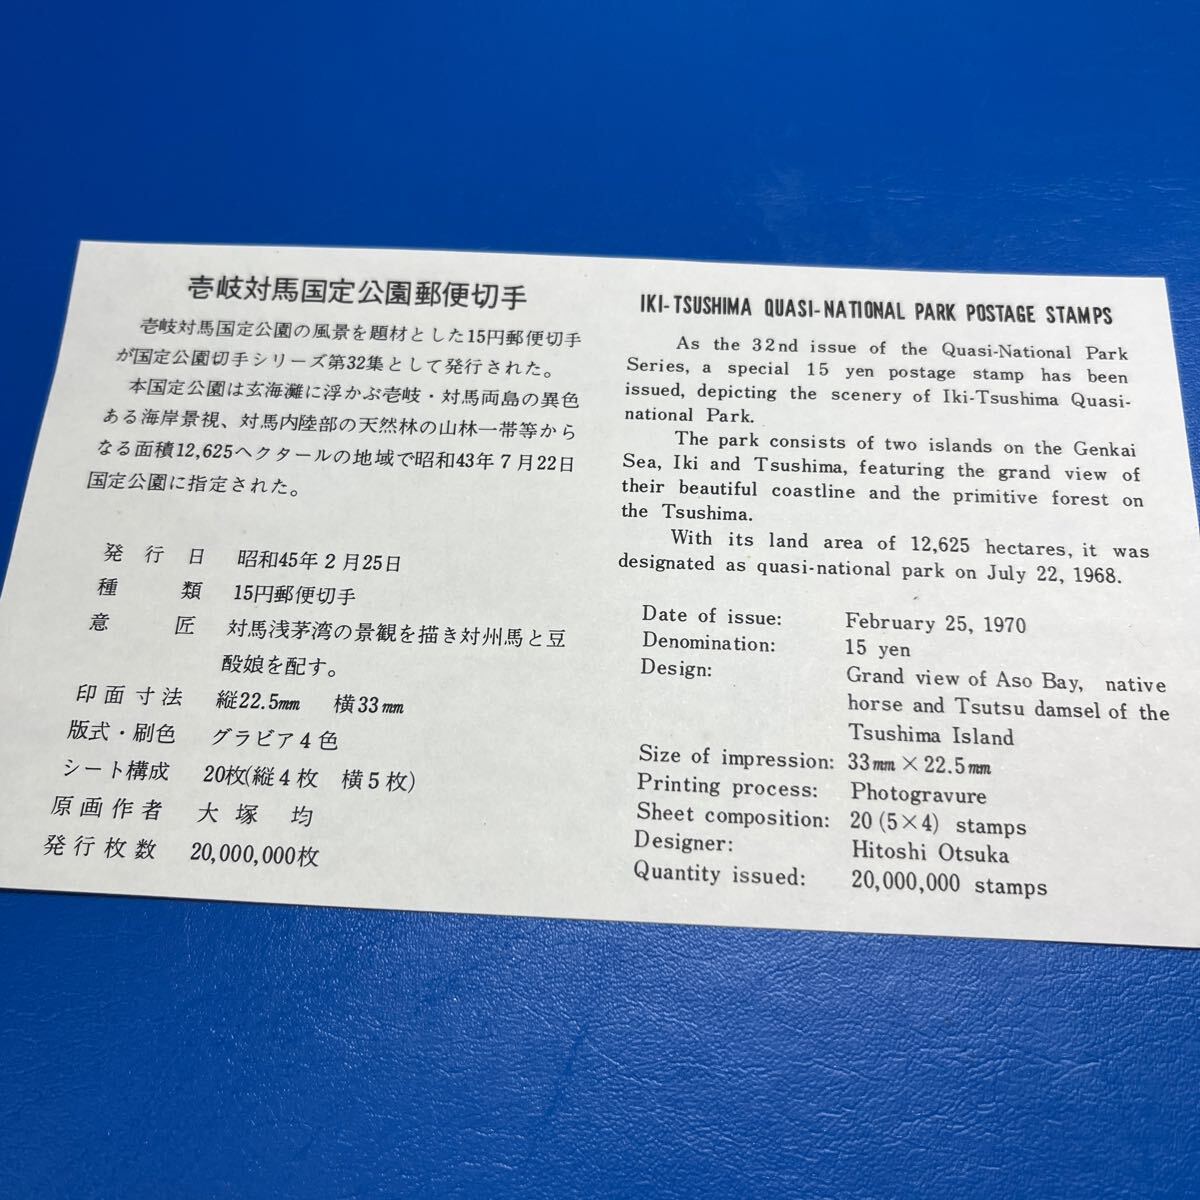 壱岐対馬国定公園郵便切手
壱岐対馬国定公園の風景を題材とした15円郵便切手
が国定公園切手シリーズ第32集として発行された。
本国定公園は玄海灘に浮かぶ壱岐・対馬両島の異色
ある海岸景視、対馬内陸部の天然林の山林一帯等から
なる面積12,625ヘクタールの地域で昭和43年7月22日
国定公園に指定された。
発行日 昭和45年2月25日
種類 15円郵便切手
意匠 対馬浅茅湾の景観を描き対州馬と豆
酘娘を配す。
印面寸法 縦22.5㎜ 横33㎜
版式・刷色 グラビア4色
シート構成 20枚(縦4枚 横5枚)
原画作者 大塚 均
発行枚数 20,000,000枚
IKI-TSUSHIMA QUASI-NATIONAL PARK POSTAGE STAMPS
As the 32nd issue of the Quasi-National Park
Series, a special 15 yen postage stamp has been
issued, depicting the scenery of Iki-Tsushima Quasi-
national Park.
The park consists of two islands on the Genkai
Sea, Iki and Tsushima, featuring the grand view of
their beautiful coastline and the primitive forest on
the Tsushima.
With its land area of 12,625 hectares, it was
designated as quasi-national park on July 22, 1968.
Date of issue: February 25, 1970
Denomination: 15 yen
Design: Grand view of Aso Bay, native
horse and Tsutsu damsel of the
Tsushima Island
Size of impression: 33㎜×22.5㎜
Printing process: Photogravure
Sheet composition: 20 (5×4) stamps
Designer: Hitoshi Otsuka
Quantity issued: 20,000,000 stamps